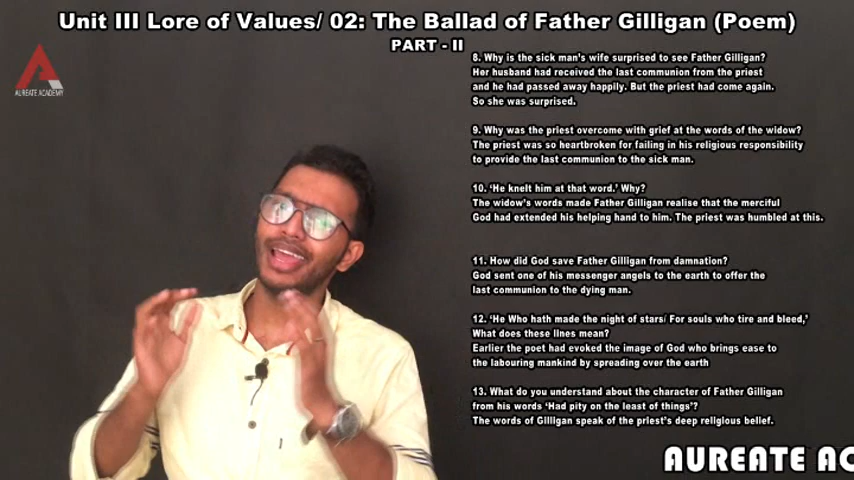 Unit III Lore of Values/ 02: The Ballad of Father Gilligan (Poem)
PART - II
AUREATE ACADEMY
8. Why is the sick man's wife surprised to see Father Gilligan?
Her husband had received the last communion from the priest
and he had passed away happily. But the priest had come again.
So she was surprised.
9. Why was the priest overcome with grief at the words of the widow?
The priest was so heartbroken for failing in his religious responsibility
to provide the last communion to the sick man.
10. ‘He knelt him at that word.’ Why?
The widow's words made Father Gilligan realise that the merciful
God had extended his helping hand to him. The priest was humbled at this.
11. How did God save Father Gilligan from damnation?
God sent one of his messenger angels to the earth to offer the
last communion to the dying man.
12. ‘He Who hath made the night of stars/ For souls who tire and bleed,’
What does these lines mean?
Earlier the poet had evoked the image of God who brings ease to
the labouring mankind by spreading over the earth
13. What do you understand about the character of Father Gilligan
from his words ‘Had pity on the least of things’?
The words of Gilligan speak of the priest's deep religious belief.
AUREATE AC